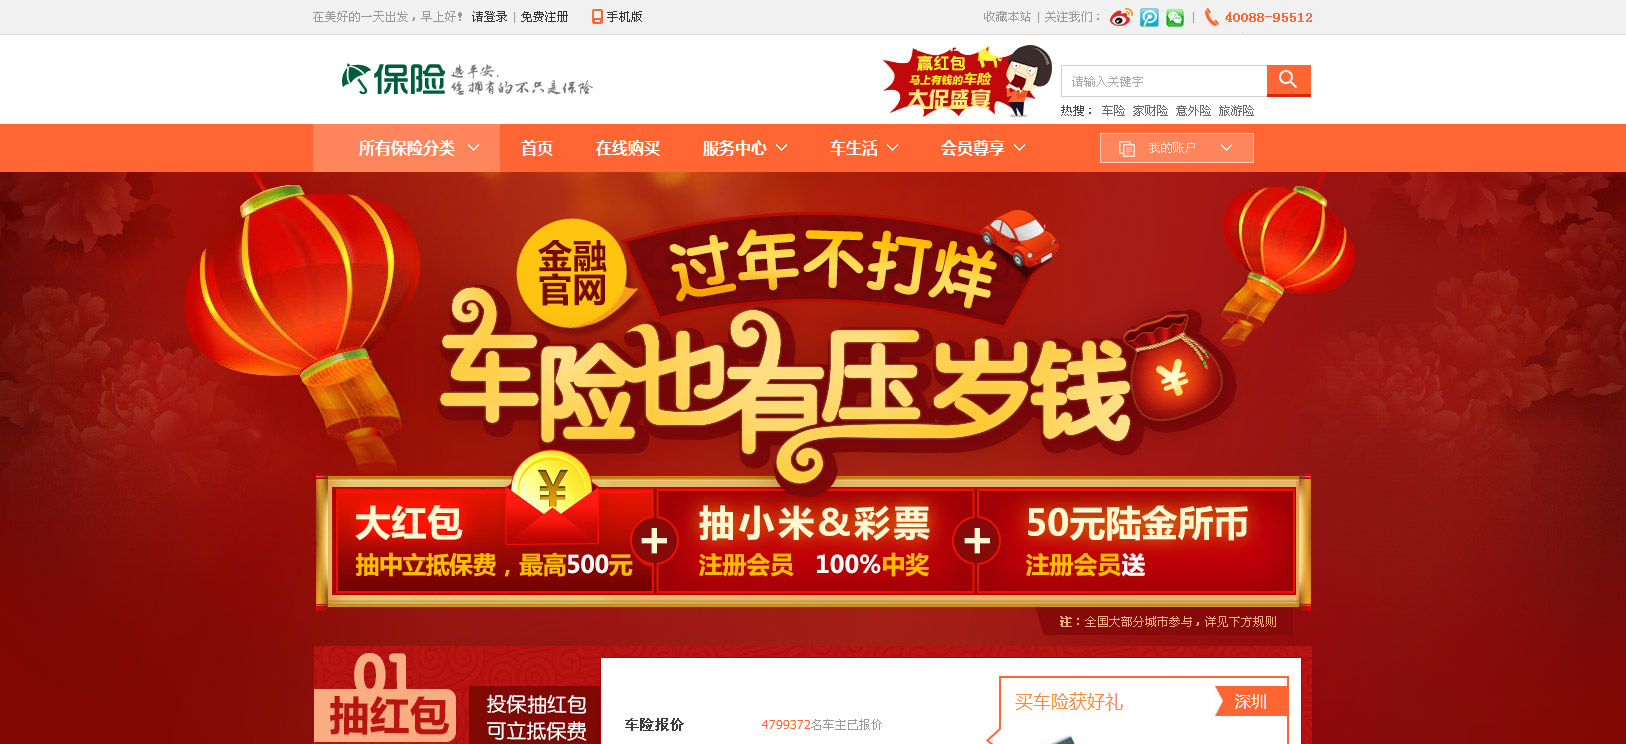 在美好的一天出发，早上好！ 请登录 | 免费注册 手机版
收藏本站 | 关注我们： | 40088-95512
保险 选平安，
您拥有的不只是保险
赢红包
马上有钱的车险
大促盛宴
请输入关键字
热搜： 车险 家财险 意外险 旅游险
所有保险分类 首页 在线购买 服务中心 车生活 会员尊享 我的账户
金融
官网
过年不打烊
车险也有压岁钱
¥
¥
大红包 + 抽小米&彩票 + 50元陆金所币
抽中立抵保费，最高500元 注册会员 100%中奖 注册会员送
注：全国大部分城市参与，详见下方规则
01
抽红包
投保抽红包
可立抵保费
车险报价 4799372名车主已报价
买车险获好礼 深圳